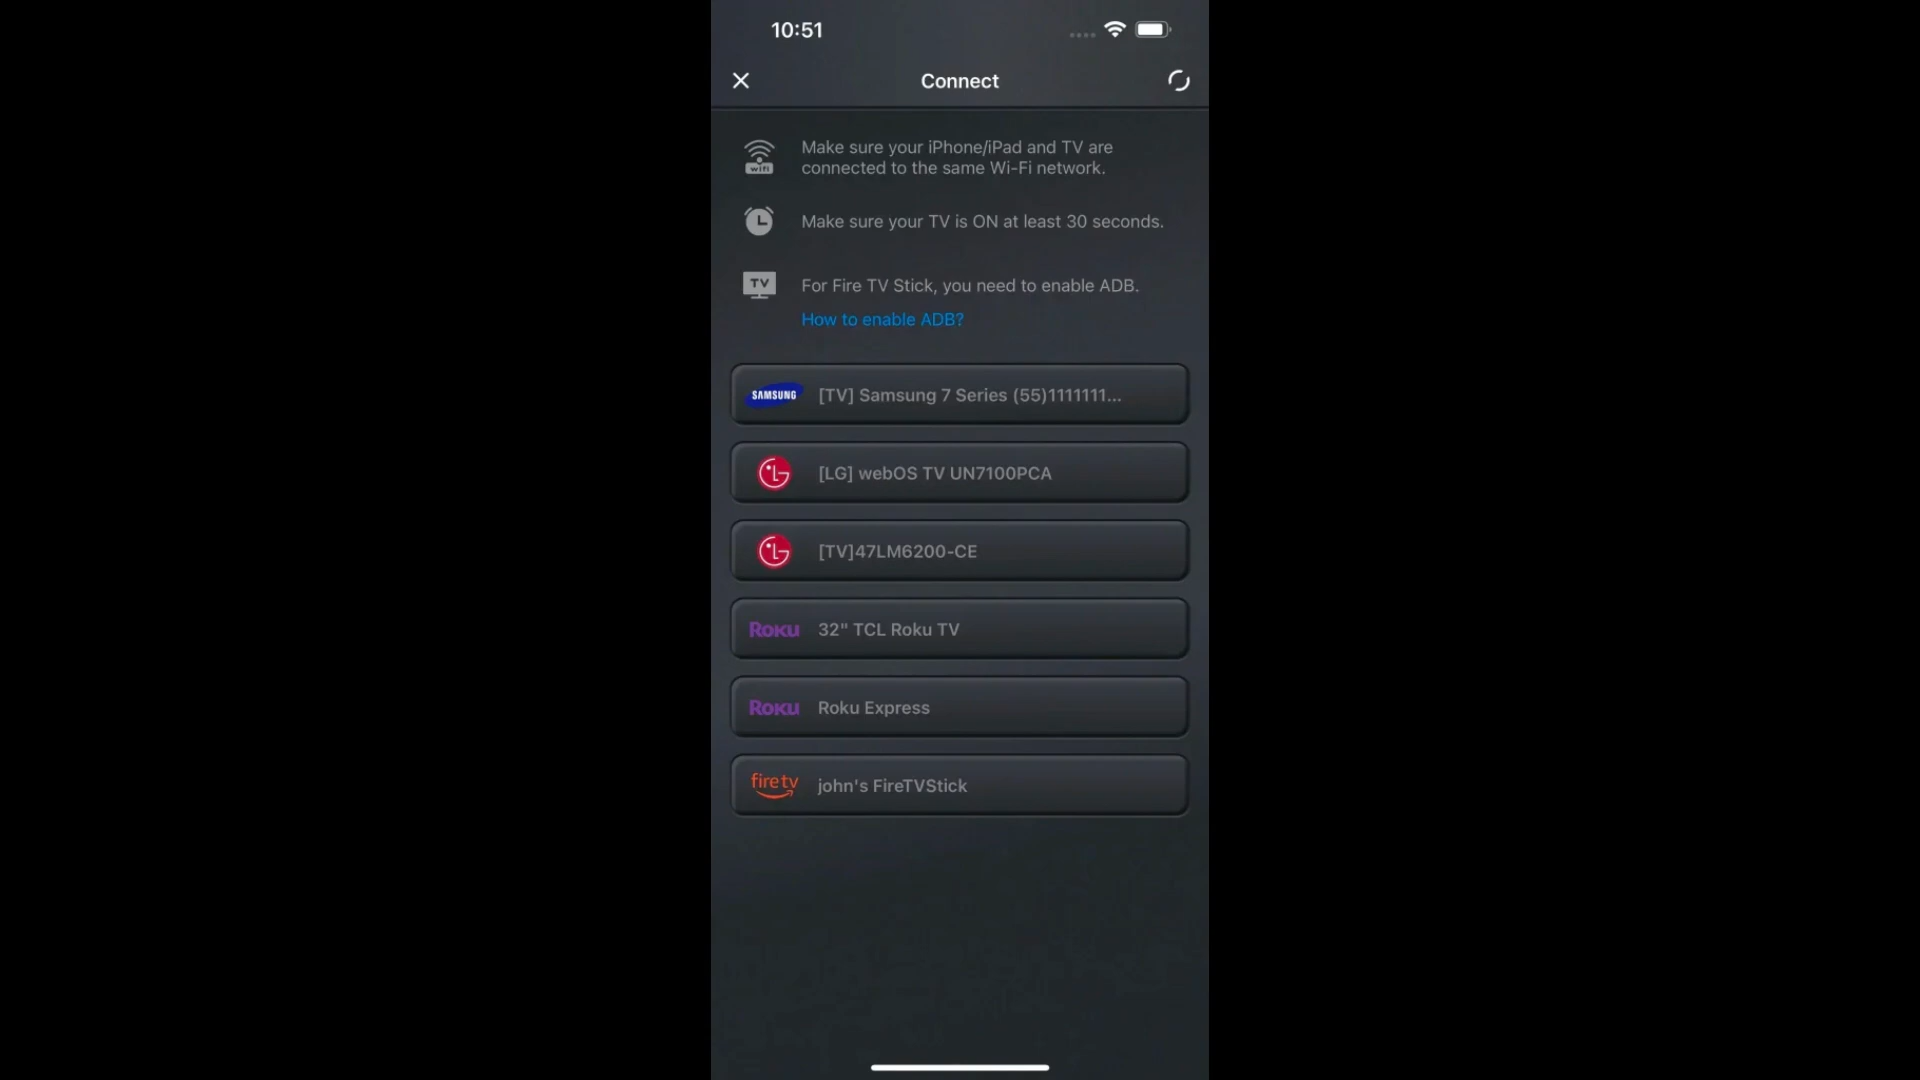 10:51
Connect
wifi
Make sure your iPhone/iPad and TV are
connected to the same Wi-Fi network.
Make sure your TV is ON at least 30 seconds.
TV
For Fire TV Stick, you need to enable ADB.
How to enable ADB?
SAMSUNG [TV] Samsung 7 Series (55)1111111...
LG [LG] webOS TV UN7100PCA
LG [TV]47LM6200-CE
Roku 32" TCL Roku TV
Roku Roku Express
firetv john's FireTVStick